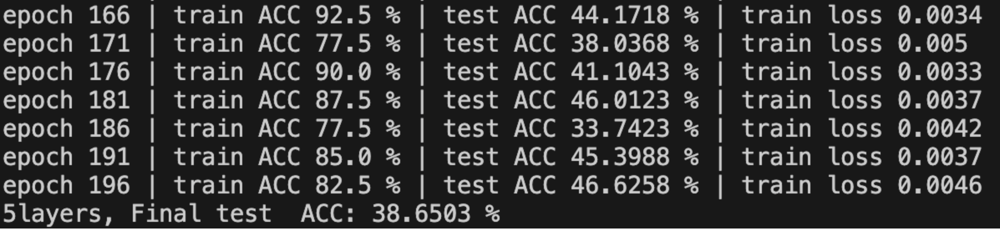 epoch 166 | train ACC 92.5 % | test ACC 44.1718 % | train loss 0.0034
epoch 171 | train ACC 77.5 % | test ACC 38.0368 % | train loss 0.005
epoch 176 | train ACC 90.0 % | test ACC 41.1043 % | train loss 0.0033
epoch 181 | train ACC 87.5 % | test ACC 46.0123 % | train loss 0.0037
epoch 186 | train ACC 77.5 % | test ACC 33.7423 % | train loss 0.0042
epoch 191 | train ACC 85.0 % | test ACC 45.3988 % | train loss 0.0037
epoch 196 | train ACC 82.5 % | test ACC 46.6258 % | train loss 0.0046
5layers, Final test  ACC: 38.6503 %